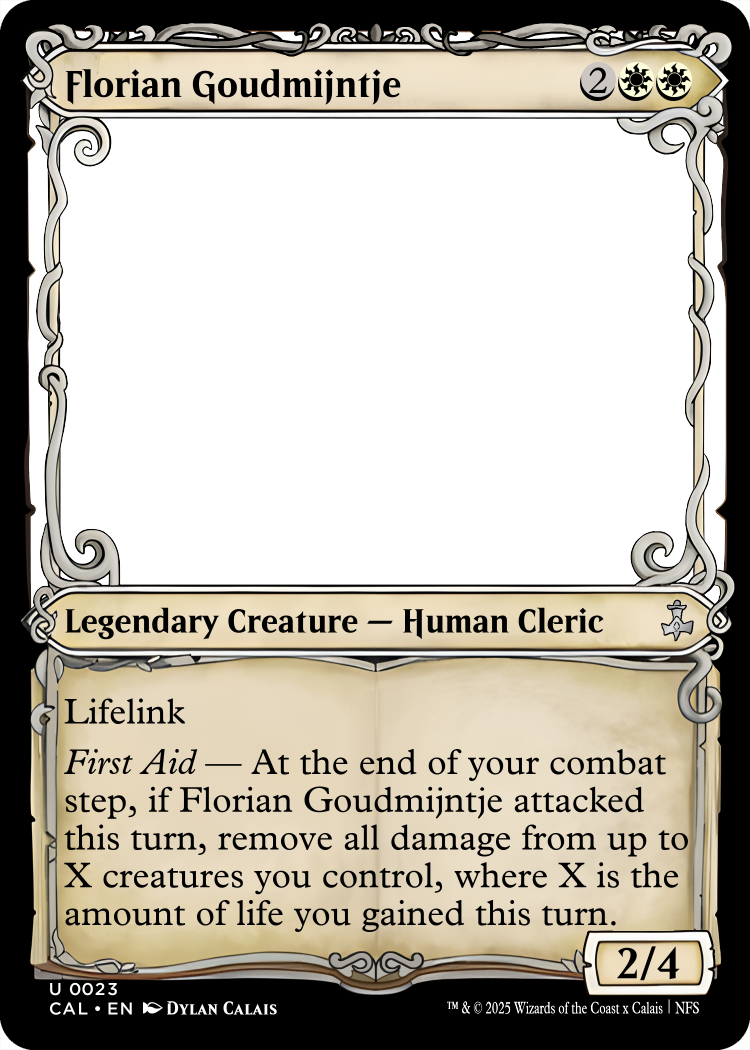 Florian Goudmijntje 2
Legendary Creature — Human Cleric
Lifelink
First Aid — At the end of your combat
step, if Florian Goudmijntje attacked
this turn, remove all damage from up to
X creatures you control, where X is the
amount of life you gained this turn.
2/4
U 0023
CAL • EN DYLAN CALAIS
™ & © 2025 Wizards of the Coast x Calais | NFS